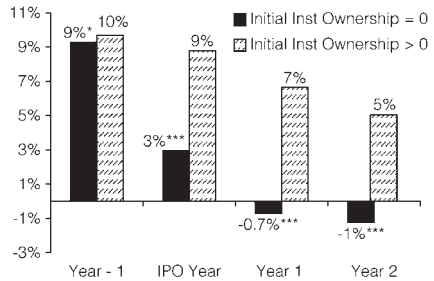 11%
9%
7%
5%
3%
1%
-1%
-3%
Initial Inst Ownership = 0
Initial Inst Ownership > 0
9%*
10%
3%***
9%
-0.7%***
7%
-1%***
5%
Year - 1
IPO Year
Year 1
Year 2